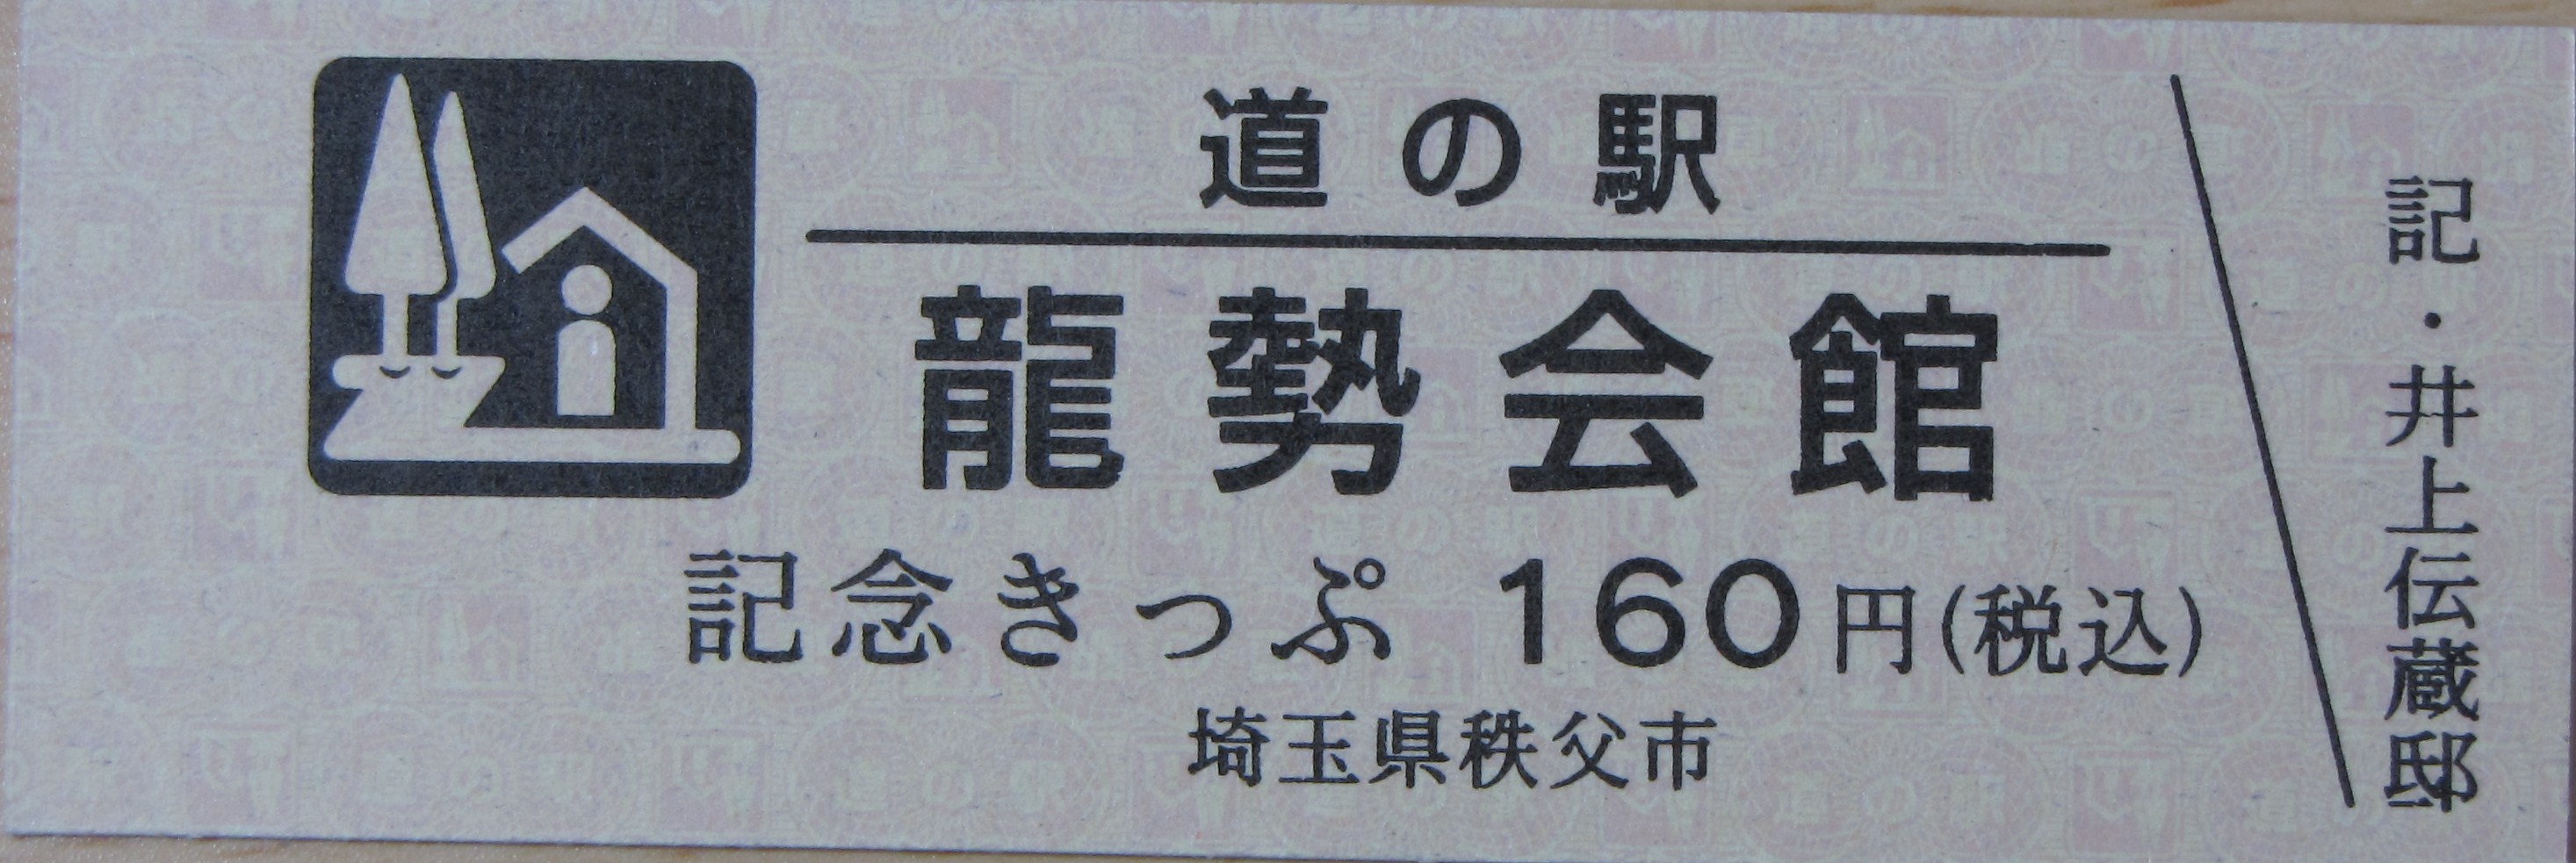 道の駅
龍勢会館
記念きっぷ 160円(税込)
埼玉県秩父市
記・井上伝蔵邸